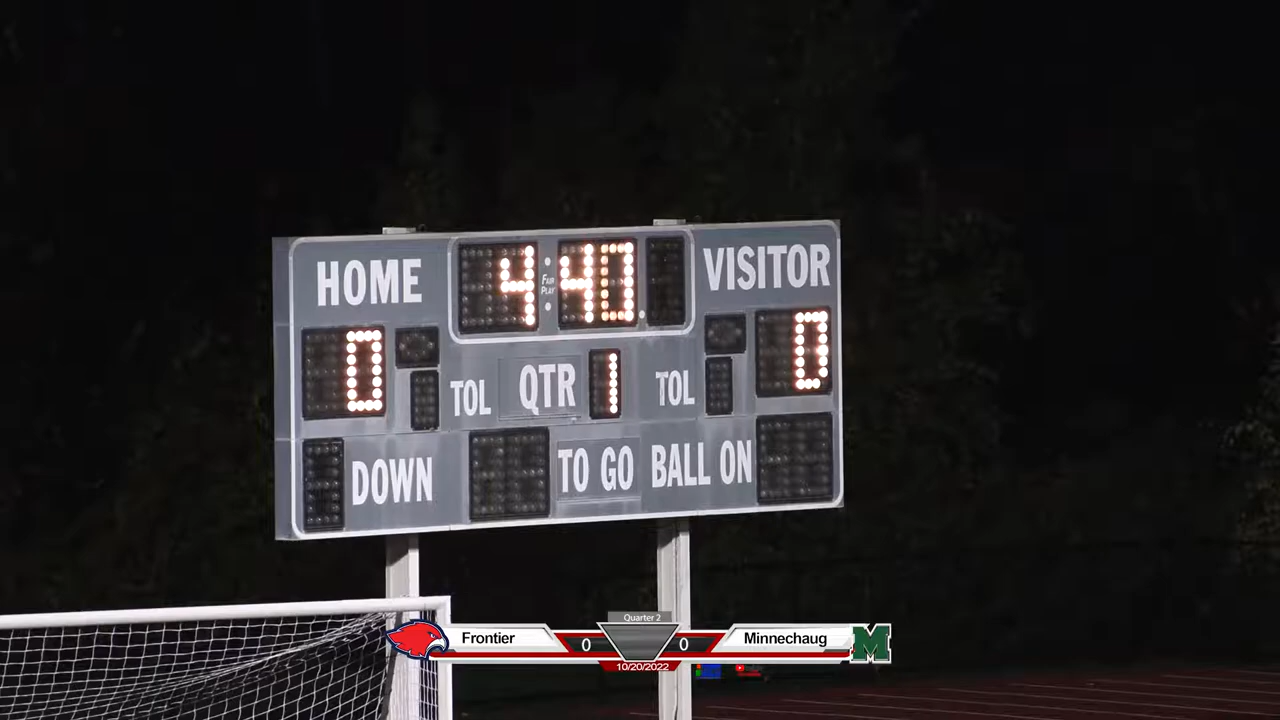 HOME
4:40
FAIR
PLAY
VISITOR
0
0
TOL
QTR
1
TOL
DOWN
TO GO
BALL ON
Quarter 2
Frontier
0
0
Minnechaug
M
10/20/2022